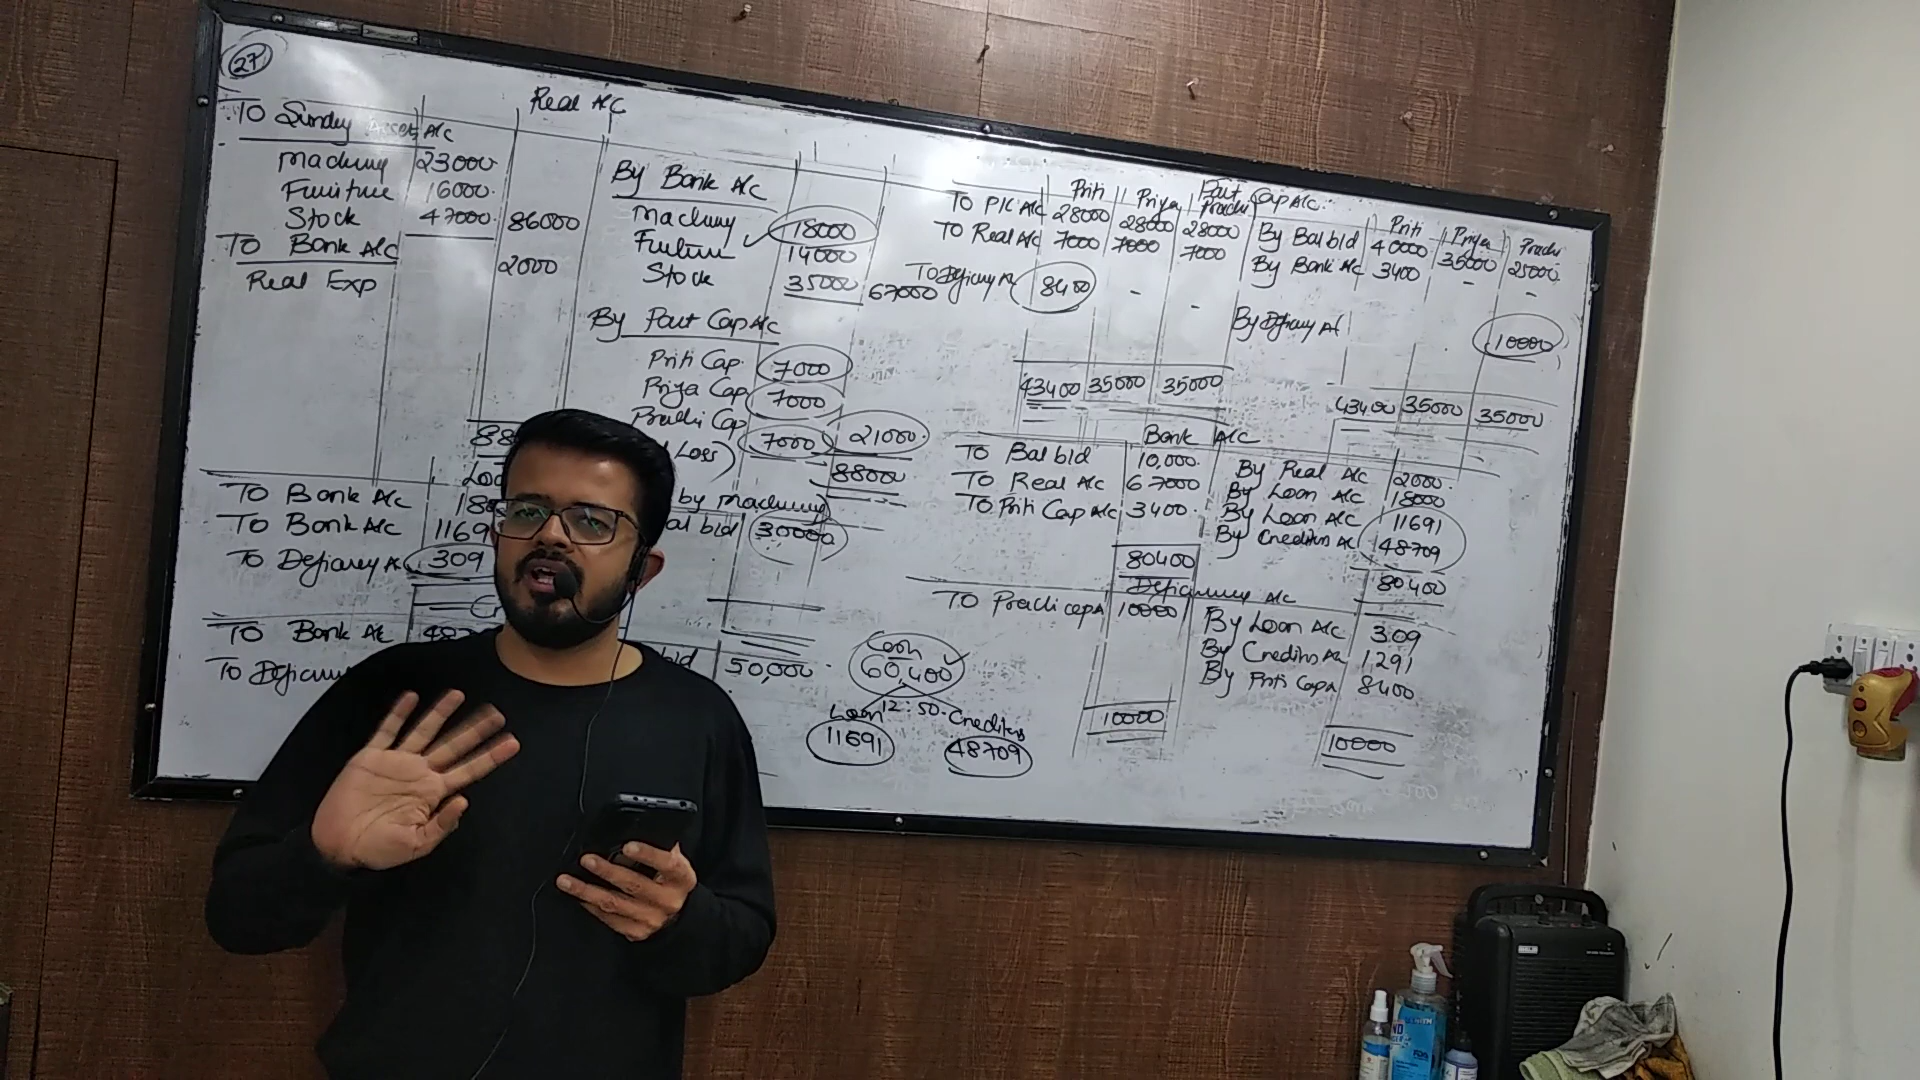 27
Real A/C
To Sundry Assets A/c
Machinery 23000
Furniture 16000
Stock 47000 86000
To Bank A/C
2000
Real Exp
By Bank A/c
Machinery 18000
Furniture 14000
Stock 35000 67000
By Part Cap A/c
Priti Cap 7000
Priya Cap 7000
Prachi Cap 7000 21000
Loss)
88000
To Bank A/c
To Bank A/c
To Deficiency A/c 309
by machinery)
bal b/d 30000
To Bank A/c
50,000
Part Cap A/c
Priti Priya Prachi
To P/L A/c 28000 28000 28000
To Real A/c 7000 7000 7000
To Deficiency A/c 8400 - -
43400 35000 35000
Priti Priya Prachi
By Bal b/d 40000 35000 25000
By Bank A/c 3400 - -
By Deficiency A/c 10000
43400 35000 35000
Bank A/C
To Bal b/d 10,000
To Real A/c 67000
To Priti Cap A/c 3400
80400
By Real A/c 2000
By Loan A/c 18000
By Loan A/c 11691
By Creditors A/c 48709
80400
Deficiency A/c
To Prachi cap A 10000
10000
By Loan A/c 309
By Creditors A/c 1291
By Priti Cap A 8400
10000
60,400
12:50
Loan Creditors
11691 48709